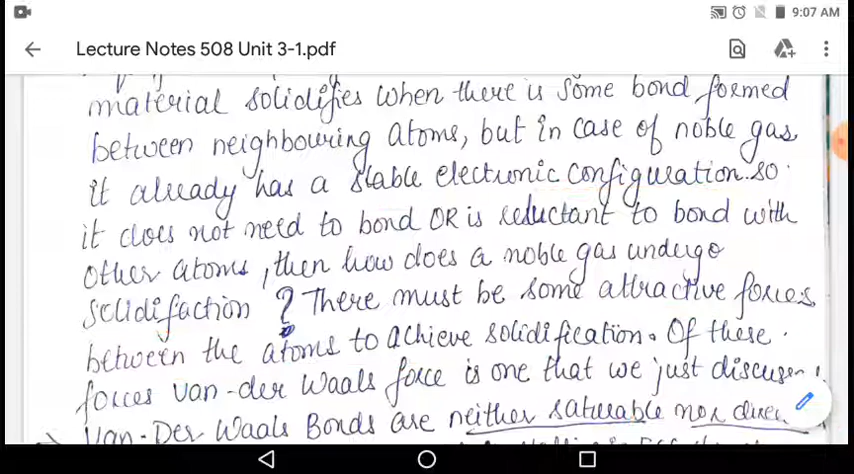 9:07 AM
Lecture Notes 508 Unit 3-1.pdf
material solidifies when there is some bond formed
between neighbouring atoms, but in case of noble gas
it already has a stable electronic configuration. so
it does not need to bond OR is reluctant to bond with
other atoms, then how does a noble gas undergo
solidifaction ? There must be some attractive forces
between the atoms to achieve solidification. Of these
forces van-der Waals force is one that we just
Van-Der Waals Bonds are neither saturable nor